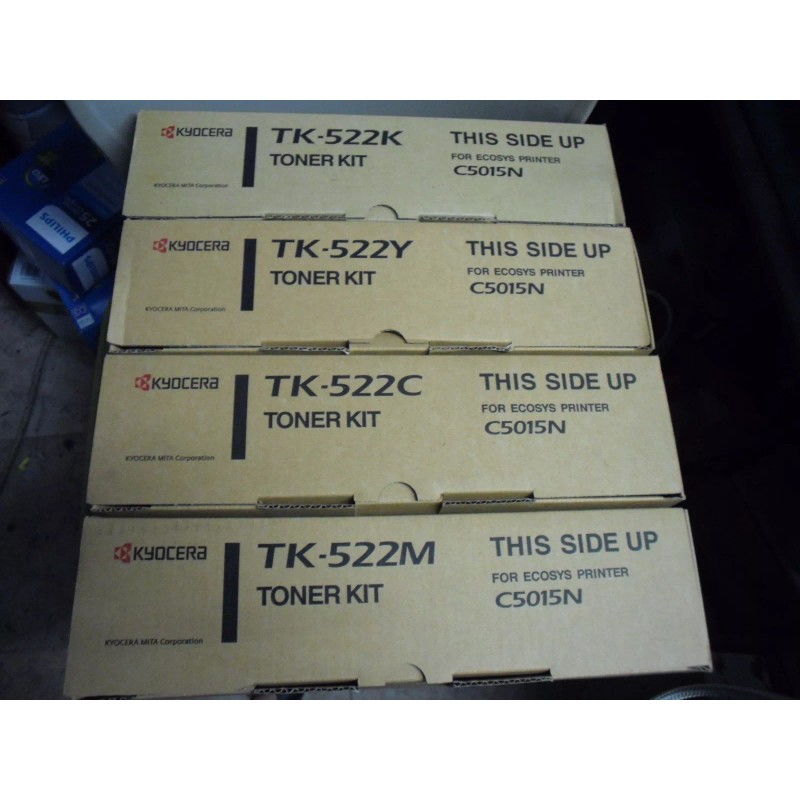 KYOCERA
TK-522K
TONER KIT
THIS SIDE UP
FOR ECOSYS PRINTER
C5015N
KYOCERA MITA Corporation
KYOCERA
TK-522Y
TONER KIT
THIS SIDE UP
FOR ECOSYS PRINTER
C5015N
KYOCERA MITA Corporation
KYOCERA
TK-522C
TONER KIT
THIS SIDE UP
FOR ECOSYS PRINTER
C5015N
KYOCERA MITA Corporation
KYOCERA
TK-522M
TONER KIT
THIS SIDE UP
FOR ECOSYS PRINTER
C5015N
KYOCERA MITA Corporation
PHILIPS